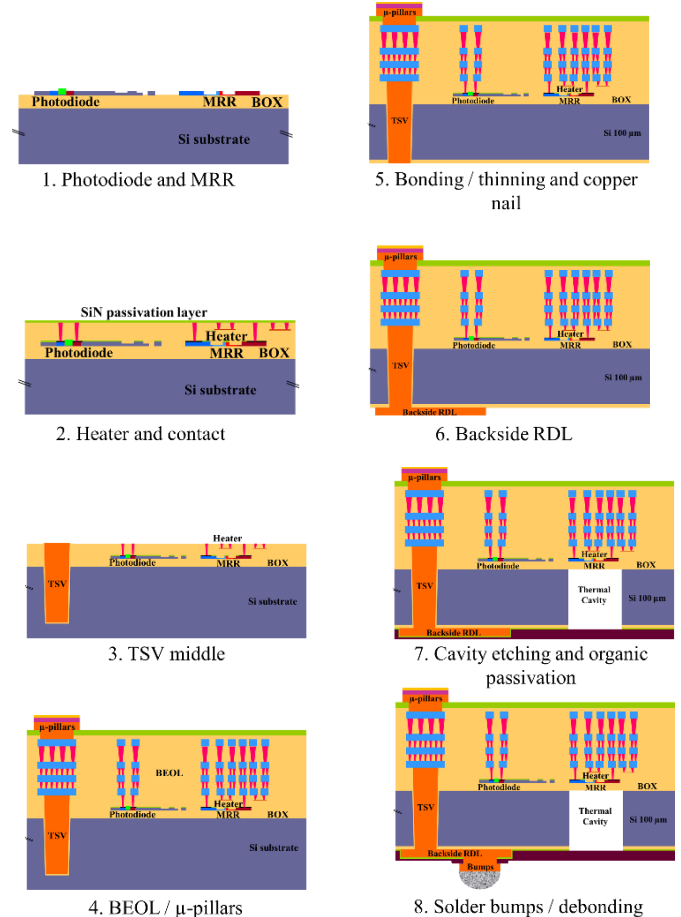 Photodiode
MRR
BOX
Si substrate
1. Photodiode and MRR
SiN passivation layer
Heater
Photodiode
MRR
BOX
Si substrate
2. Heater and contact
Heater
TSV
Photodiode
MRR
BOX
Si substrate
3. TSV middle
μ-pillars
BEOL
Heater
Photodiode
MRR
BOX
TSV
Si substrate
4. BEOL / μ-pillars
μ-pillars
Heater
Photodiode
MRR
BOX
TSV
Si 100 μm
5. Bonding / thinning and copper
nail
μ-pillars
Heater
Photodiode
MRR
BOX
TSV
Si 100 μm
Backside RDL
6. Backside RDL
μ-pillars
Heater
Photodiode
MRR
BOX
TSV
Thermal
Cavity
Si 100 μm
Backside RDL
7. Cavity etching and organic
passivation
μ-pillars
Heater
Photodiode
MRR
BOX
TSV
Thermal
Cavity
Si 100 μm
Backside RDL
Bumps
8. Solder bumps / debonding